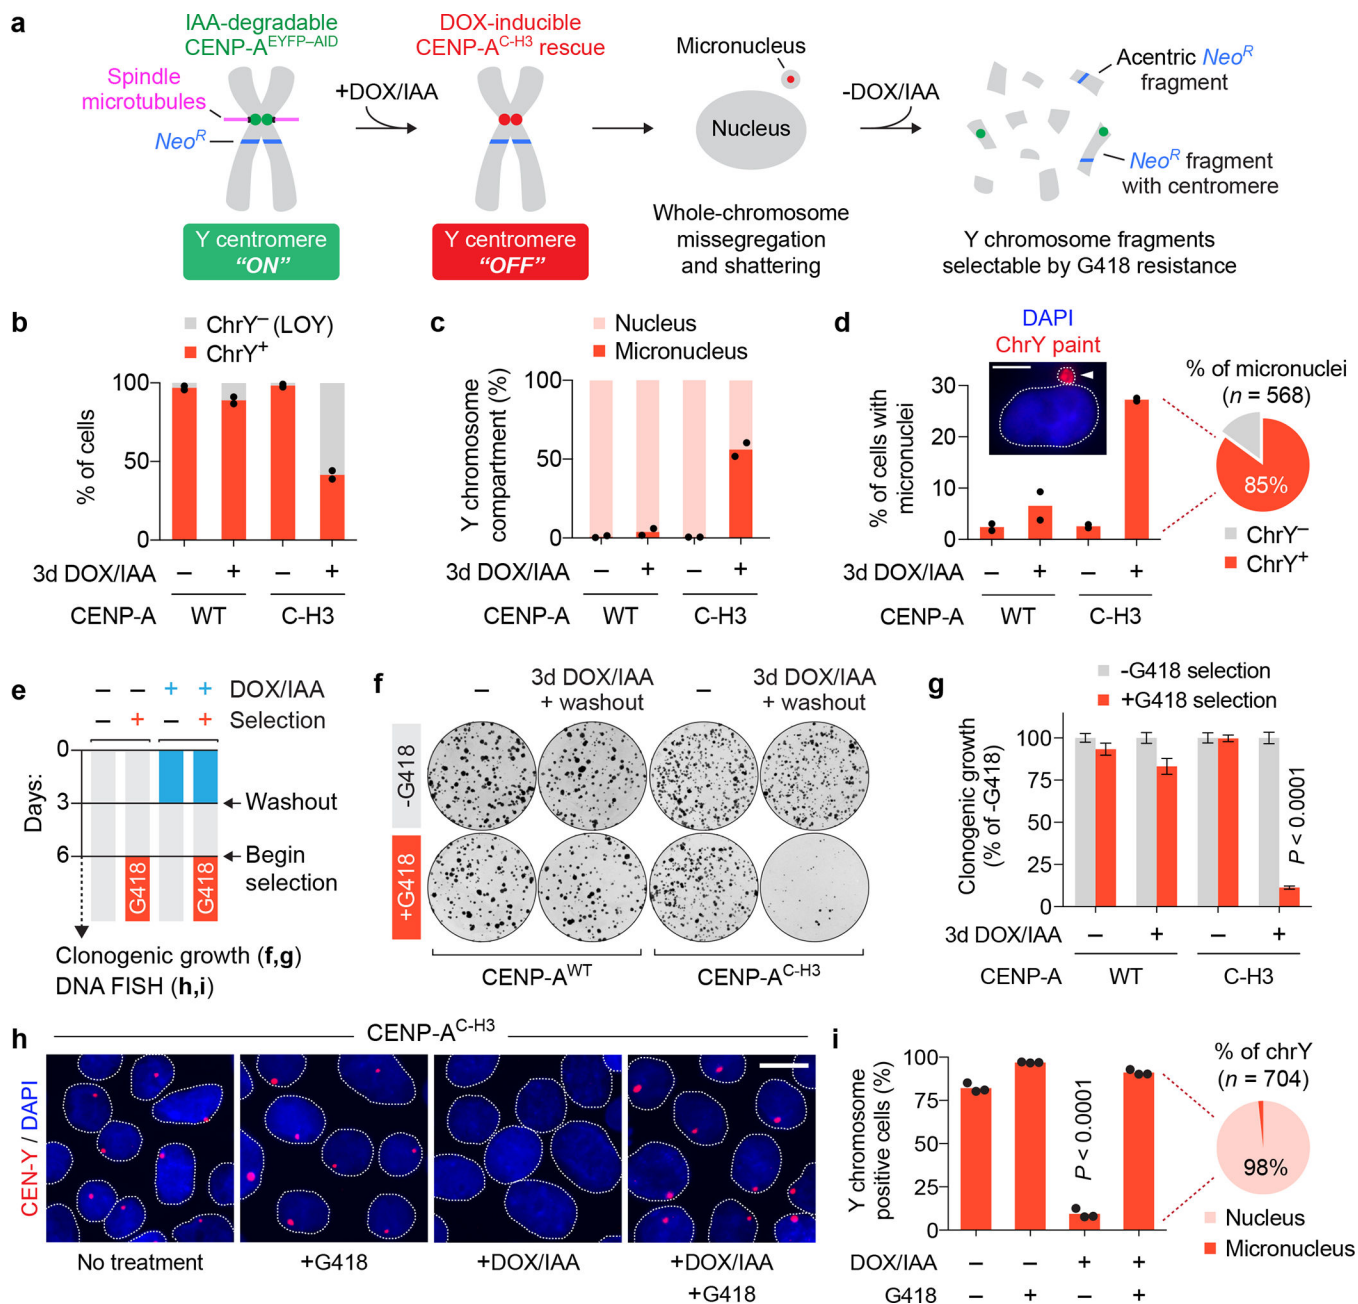 a
IAA-degradable
CENP-A^EYFP–AID
DOX-inducible
CENP-A^C-H3 rescue
Spindle
microtubules
Neo^R
+DOX/IAA
Micronucleus
Nucleus
-DOX/IAA
Acentric Neo^R
fragment
Neo^R fragment
with centromere
Y centromere
“ON”
Y centromere
“OFF”
Whole-chromosome
missegregation
and shattering
Y chromosome fragments
selectable by G418 resistance
b
ChrY– (LOY)
ChrY+
% of cells
100
50
0
3d DOX/IAA – + – +
CENP-A WT C-H3
c
Nucleus
Micronucleus
Y chromosome
compartment (%)
100
50
0
3d DOX/IAA – + – +
CENP-A WT C-H3
d
DAPI
ChrY paint
% of cells with
micronuclei
30
20
10
0
3d DOX/IAA – + – +
CENP-A WT C-H3
% of micronuclei
(n = 568)
85%
ChrY–
ChrY+
e
– – + + DOX/IAA
– + – + Selection
Days:
0
3
6
Washout
Begin
selection
G418
G418
Clonogenic growth (f,g)
DNA FISH (h,i)
f
– 3d DOX/IAA
+ washout
– 3d DOX/IAA
+ washout
-G418
+G418
CENP-A^WT
CENP-A^C-H3
g
-G418 selection
+G418 selection
Clonogenic growth
(% of -G418)
100
75
50
25
0
P < 0.0001
3d DOX/IAA – + – +
CENP-A WT C-H3
h
CENP-A^C-H3
CEN-Y / DAPI
No treatment
+G418
+DOX/IAA
+DOX/IAA
+G418
i
Y chromosome
positive cells (%)
100
75
50
25
0
P < 0.0001
DOX/IAA – – + +
G418 – + – +
% of chrY
(n = 704)
98%
Nucleus
Micronucleus